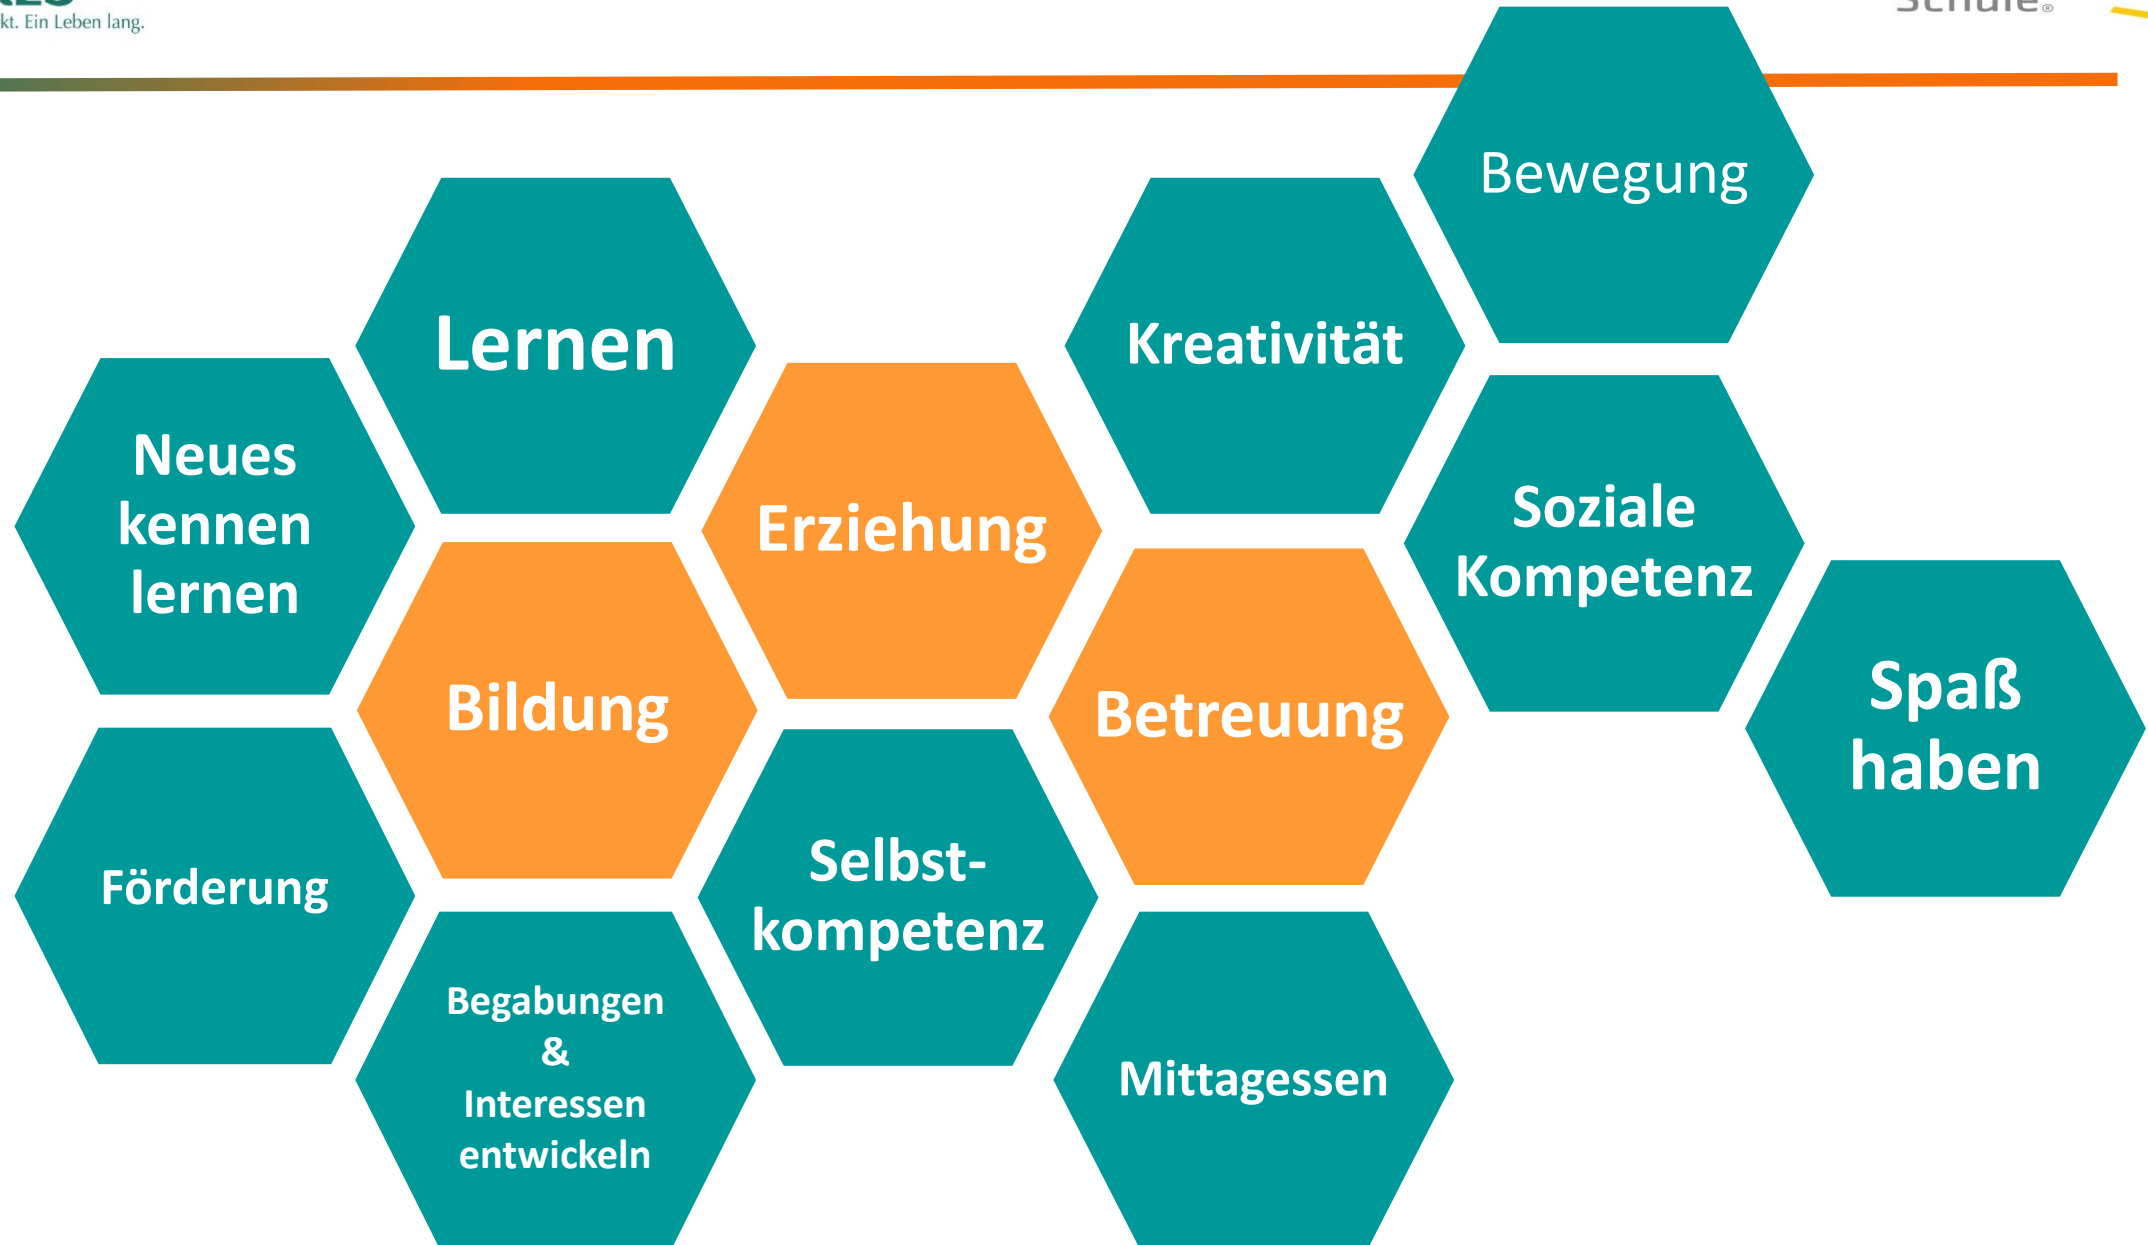 kt. Ein Leben lang.
Schule®
Bewegung
Lernen
Kreativität
Neues
kennen
lernen
Erziehung
Soziale
Kompetenz
Bildung
Betreuung
Spaß
haben
Förderung
Selbst-
kompetenz
Begabungen
&
Interessen
entwickeln
Mittagessen